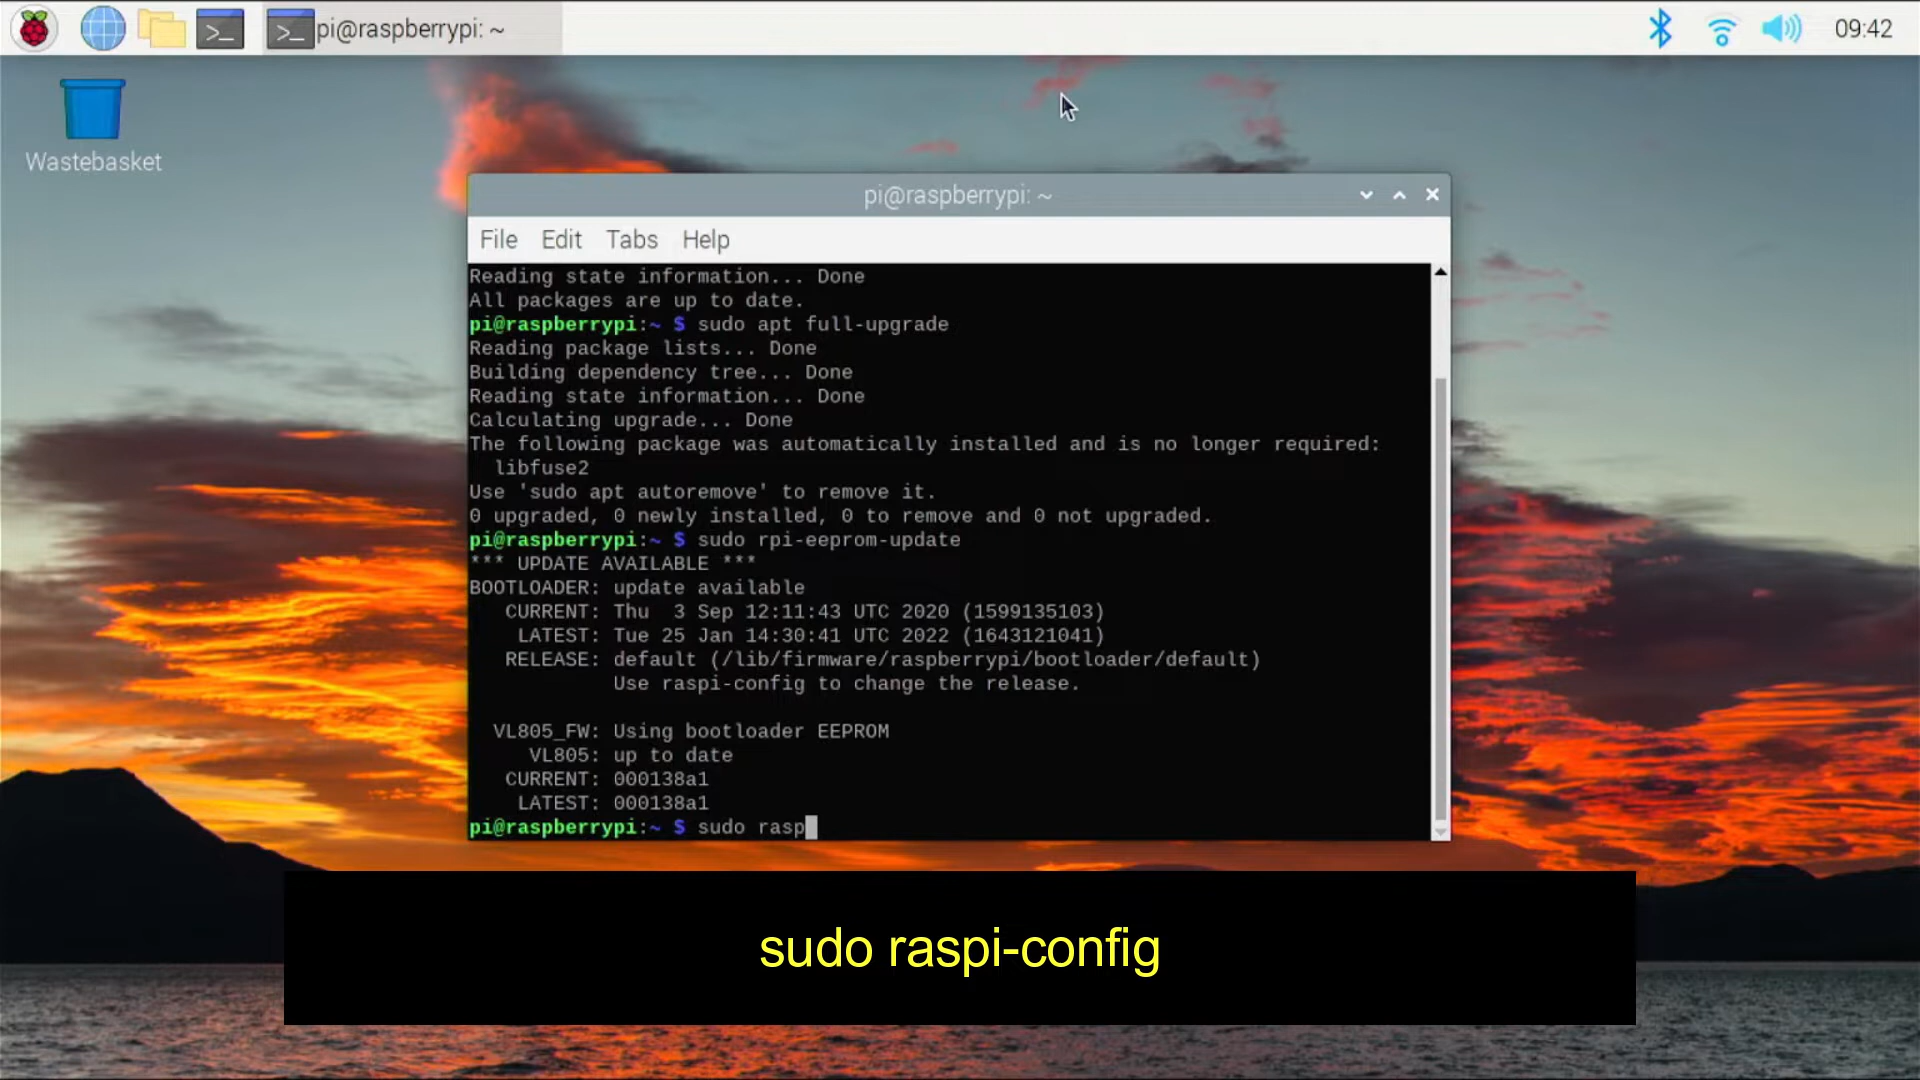 pi@raspberrypi: ~
09:42
Wastebasket
pi@raspberrypi: ~
File Edit Tabs Help
Reading state information... Done
All packages are up to date.
pi@raspberrypi:~ $ sudo apt full-upgrade
Reading package lists... Done
Building dependency tree... Done
Reading state information... Done
Calculating upgrade... Done
The following package was automatically installed and is no longer required:
  libfuse2
Use 'sudo apt autoremove' to remove it.
0 upgraded, 0 newly installed, 0 to remove and 0 not upgraded.
pi@raspberrypi:~ $ sudo rpi-eeprom-update
*** UPDATE AVAILABLE ***
BOOTLOADER: update available
   CURRENT: Thu  3 Sep 12:11:43 UTC 2020 (1599135103)
    LATEST: Tue 25 Jan 14:30:41 UTC 2022 (1643121041)
   RELEASE: default (/lib/firmware/raspberrypi/bootloader/default)
            Use raspi-config to change the release.
  VL805_FW: Using bootloader EEPROM
     VL805: up to date
   CURRENT: 000138a1
    LATEST: 000138a1
pi@raspberrypi:~ $ sudo rasp
sudo raspi-config